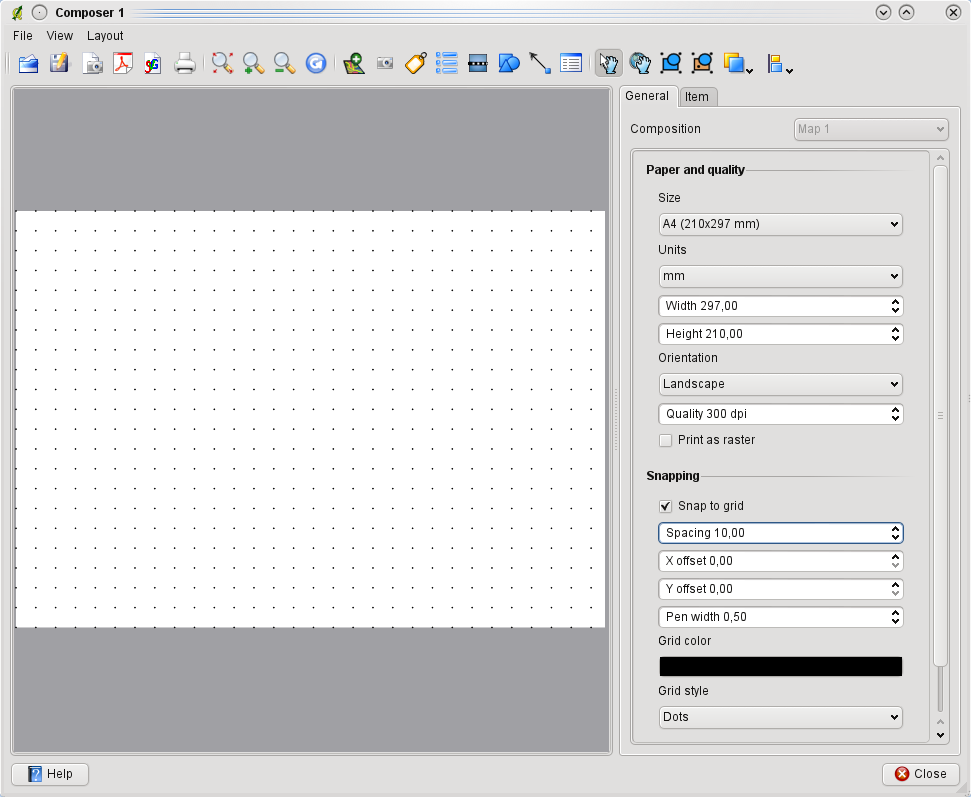 Composer 1
File View Layout
General Item
Composition Map 1
Paper and quality
Size
A4 (210x297 mm)
Units
mm
Width 297,00
Height 210,00
Orientation
Landscape
Quality 300 dpi
Print as raster
Snapping
Snap to grid
Spacing 10,00
X offset 0,00
Y offset 0,00
Pen width 0,50
Grid color
Grid style
Dots
Help Close